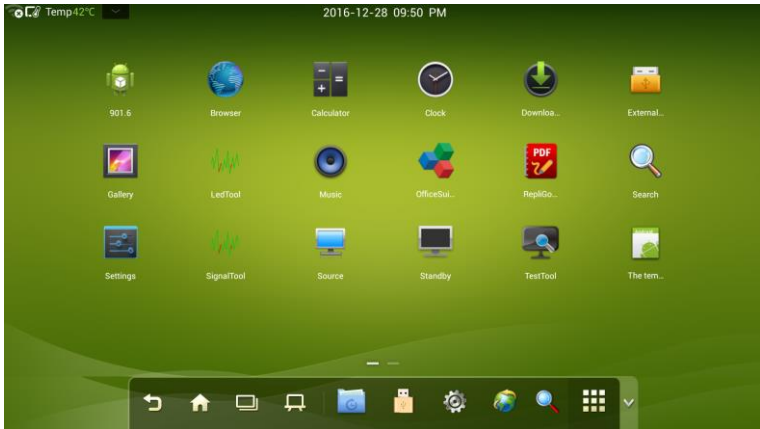 Temp42°C
2016-12-28 09:50 PM
901.6 Browser Calculator Clock Downloa... External...
PDF
Gallery LedTool Music OfficeSui... RepliGo... Search
Settings SignalTool Source Standby TestTool The tem...